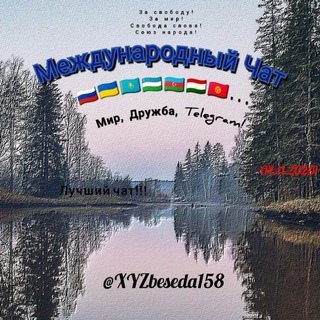 За свободу!
За мир!
Свобода слова!
Союз народа!
Международный Чат
🇷🇺🇺🇦🇰🇿🇺🇿🇦🇿🇹🇯🇰🇬...
Мир, Дружба, Telegram!
04.11.2020!
Лучший чат!!!
@XYZbeseda158